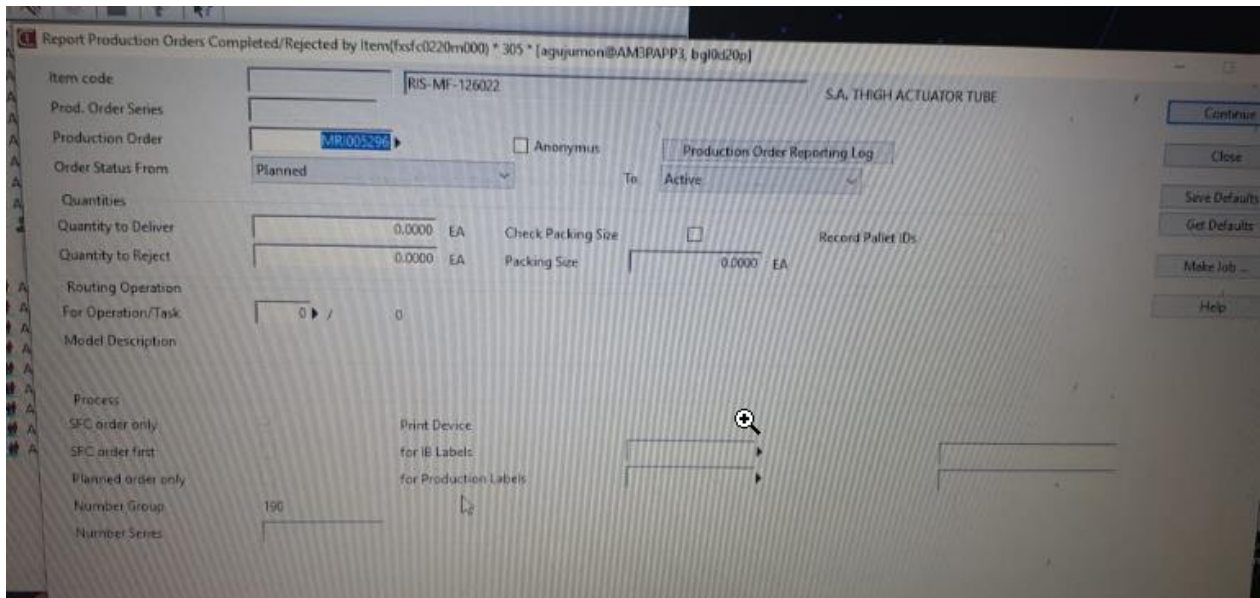 Report Production Orders Completed/Rejected by Item(fxsfc0220m000) * 305 * [agujumon@AM3PAPP3, bgl0d20p]
Item code RIS-MF-126022 S.A. THIGH ACTUATOR TUBE Continue
Prod. Order Series
Production Order MRI005296 Anonymus Production Order Reporting Log Close
Order Status From Planned To Active
Quantities Save Defaults
Quantity to Deliver 0.0000 EA Check Packing Size Record Pallet IDs Get Defaults
Quantity to Reject 0.0000 EA Packing Size 0.0000 EA Make Job ...
Routing Operation
For Operation/Task 0 / 0 Help
Model Description
Process
SFC order only Print Device
SFC order first for IB Labels
Planned order only for Production Labels
Number Group 190
Number Series